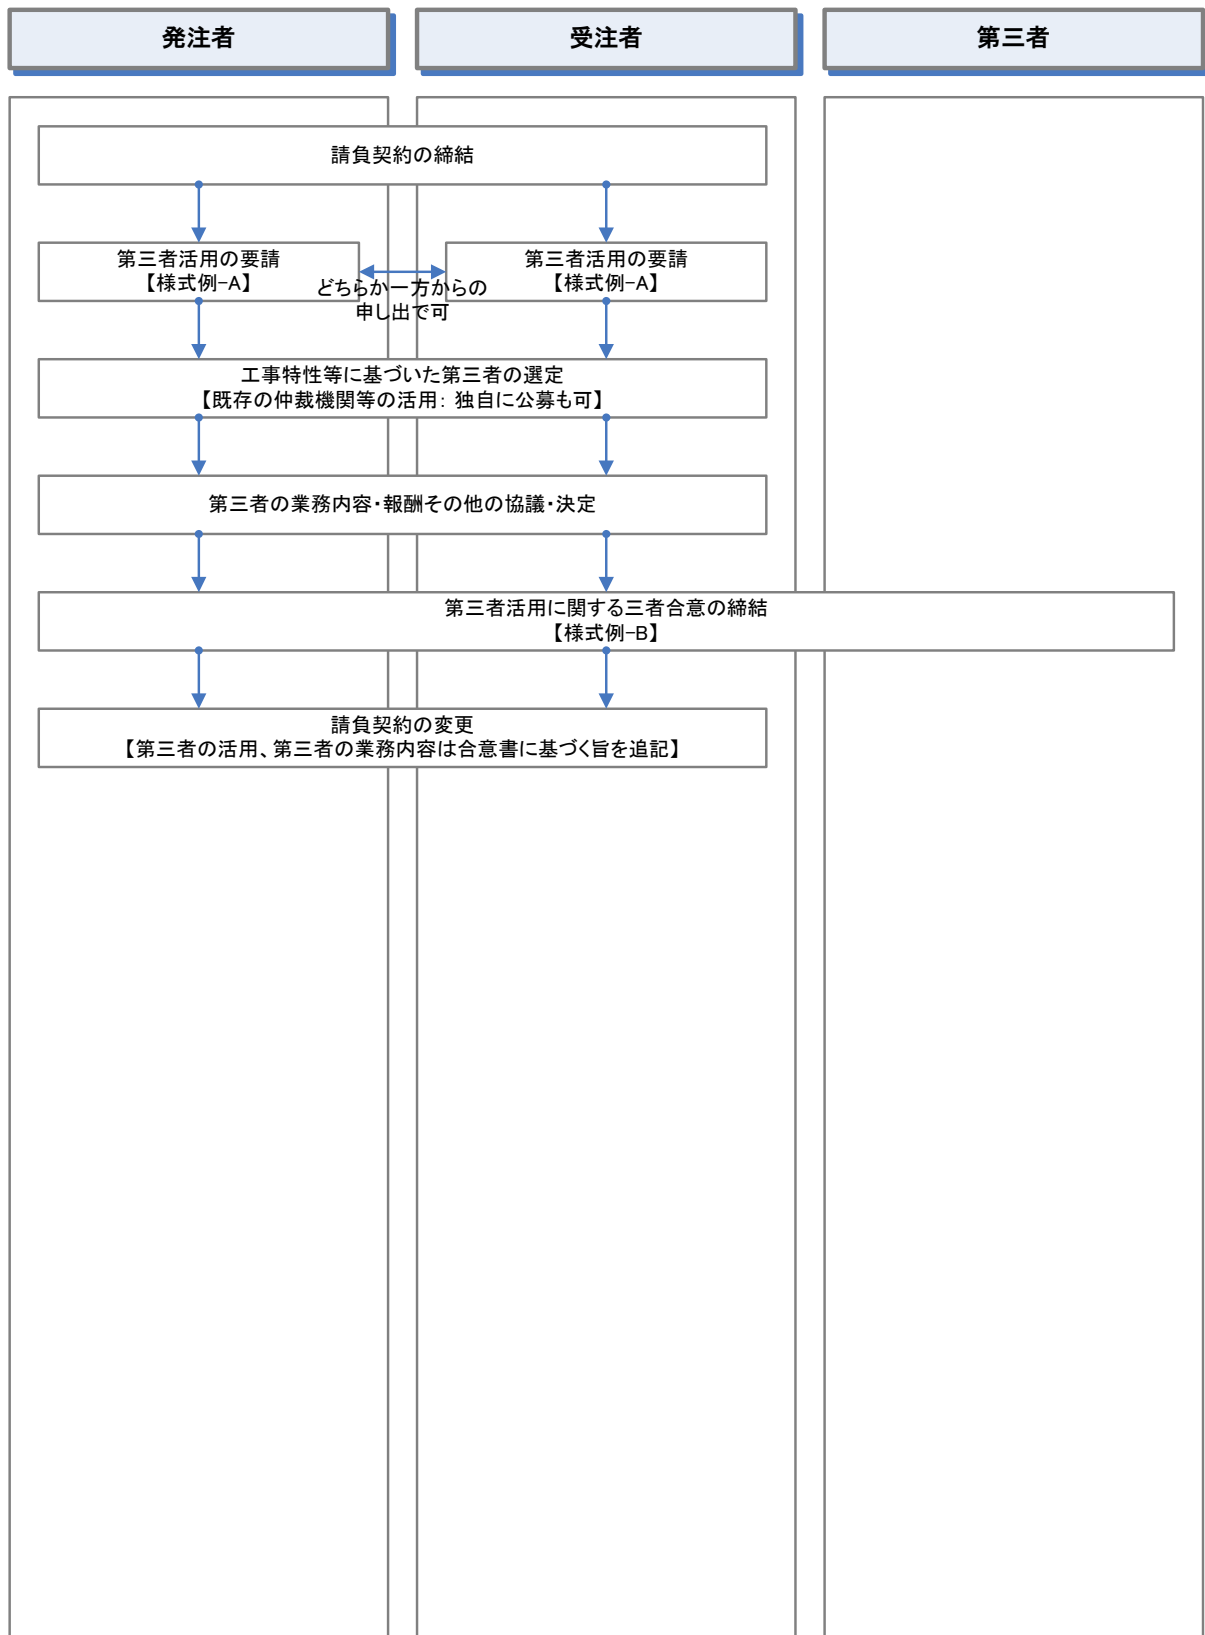 発注者
受注者
第三者
請負契約の締結
第三者活用の要請
【様式例-A】
第三者活用の要請
【様式例-A】
どちらか一方からの
申し出で可
工事特性等に基づいた第三者の選定
【既存の仲裁機関等の活用: 独自に公募も可】
第三者の業務内容・報酬その他の協議・決定
第三者活用に関する三者合意の締結
【様式例-B】
請負契約の変更
【第三者の活用、第三者の業務内容は合意書に基づく旨を追記】